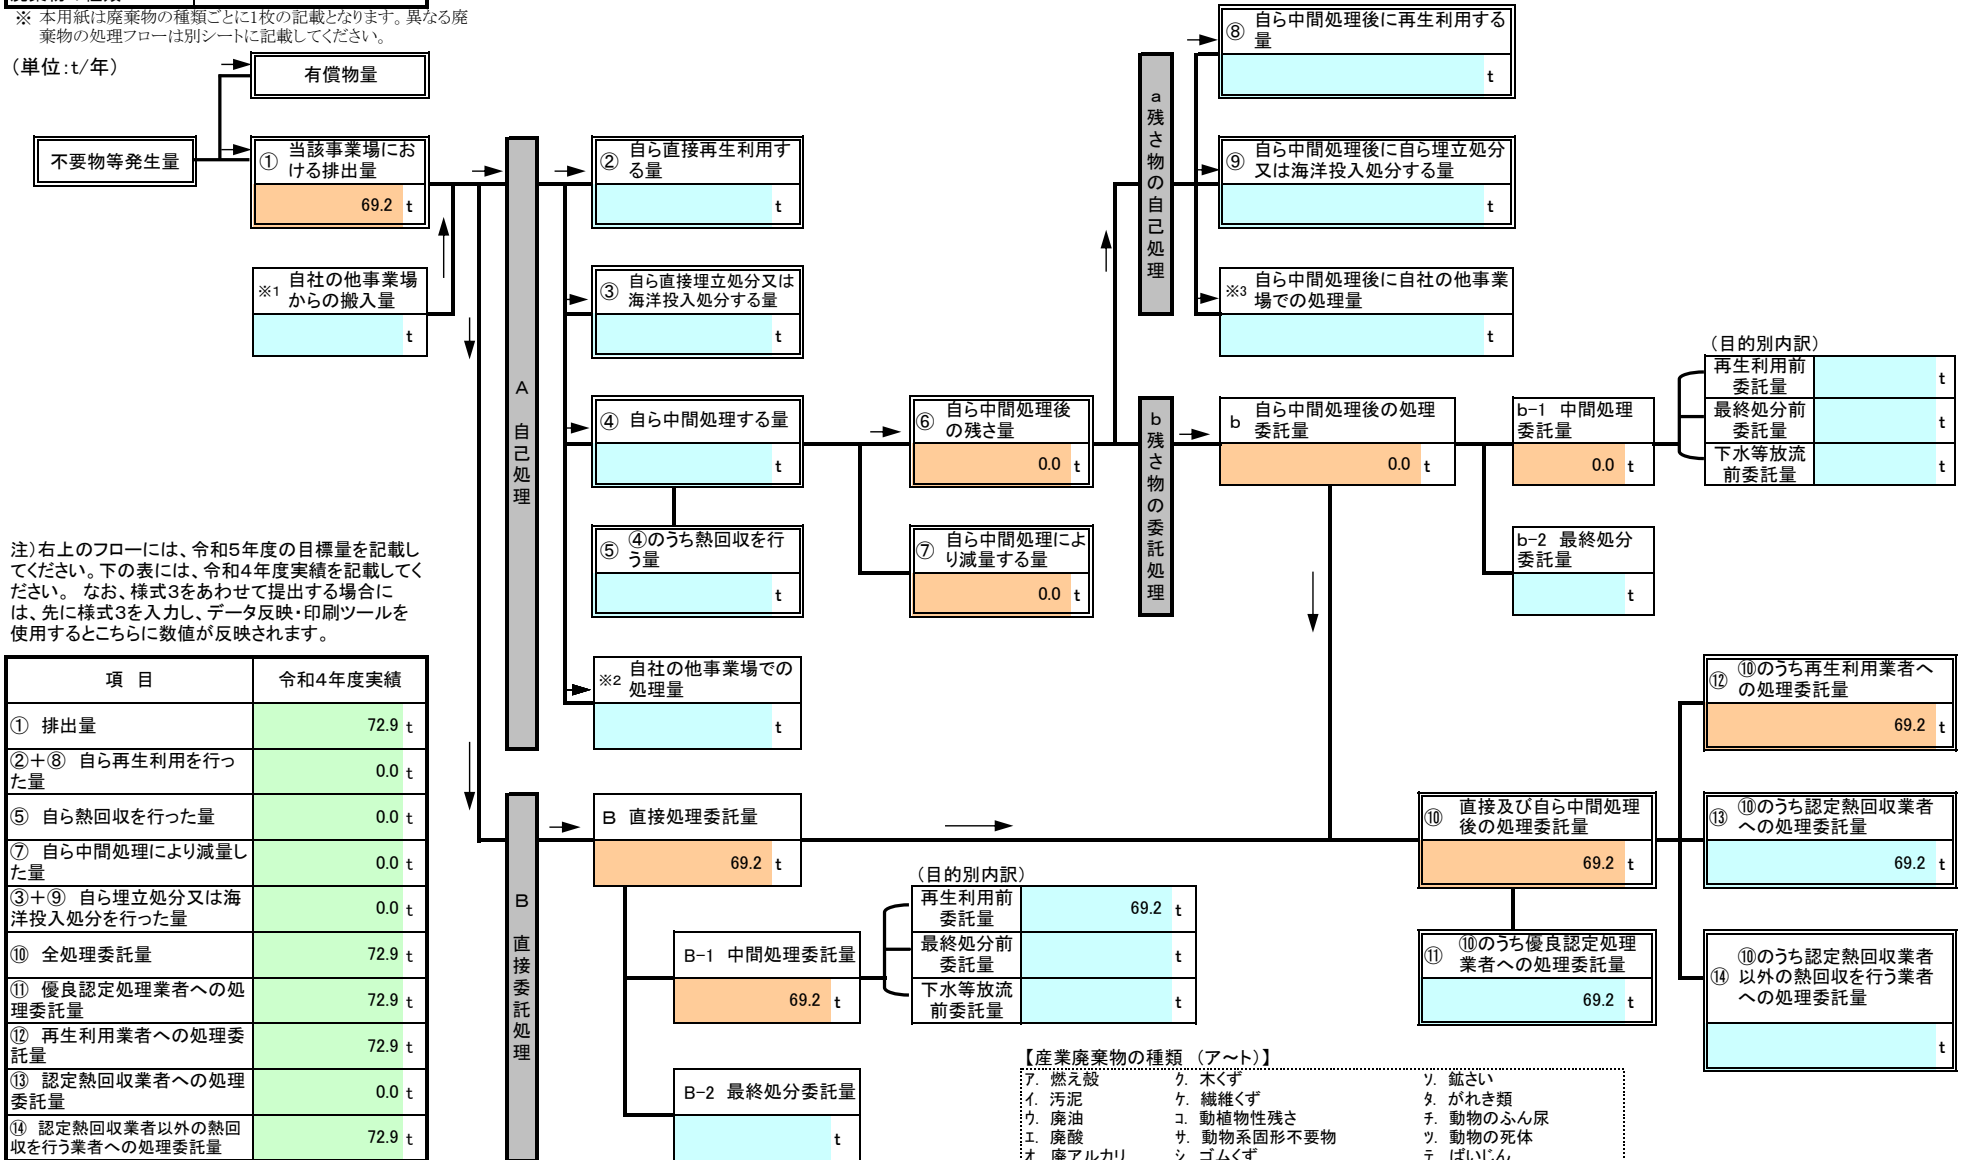 ※ 本用紙は廃棄物の種類ごとに1枚の記載となります。異なる廃
棄物の処理フローは別シートに記載してください。
（単位:t/年）
有償物量
不要物等発生量
① 当該事業場にお
ける排出量
69.2 t
※1 自社の他事業場
からの搬入量
t
A 自己処理
② 自ら直接再生利用す
る量
t
③ 自ら直接埋立処分又は
海洋投入処分する量
t
④ 自ら中間処理する量
t
⑤ ④のうち熱回収を行
う量
t
※2 自社の他事業場での
処理量
t
⑥ 自ら中間処理後
の残さ量
0.0 t
⑦ 自ら中間処理によ
り減量する量
0.0 t
a残さ物の自己処理
⑧ 自ら中間処理後に再生利用する
量
t
⑨ 自ら中間処理後に自ら埋立処分
又は海洋投入処分する量
t
※3 自ら中間処理後に自社の他事業
場での処理量
t
b残さ物の委託処理
b 自ら中間処理後の処理
委託量
0.0 t
b-1 中間処理
委託量
0.0 t
（目的別内訳）
再生利用前
委託量
t
最終処分前
委託量
t
下水等放流
前委託量
t
b-2 最終処分
委託量
t
注）右上のフローには、令和5年度の目標量を記載し
てください。下の表には、令和4年度実績を記載してく
ださい。 なお、様式3をあわせて提出する場合に
は、先に様式3を入力し、データ反映・印刷ツールを
使用するとこちらに数値が反映されます。
項 目 令和4年度実績
① 排出量 72.9 t
②＋⑧ 自ら再生利用を行っ
た量 0.0 t
⑤ 自ら熱回収を行った量 0.0 t
⑦ 自ら中間処理により減量し
た量 0.0 t
③＋⑨ 自ら埋立処分又は海
洋投入処分を行った量 0.0 t
⑩ 全処理委託量 72.9 t
⑪ 優良認定処理業者への処
理委託量 72.9 t
⑫ 再生利用業者への処理委
託量 72.9 t
⑬ 認定熱回収業者への処理
委託量 0.0 t
⑭ 認定熱回収業者以外の熱回
収を行う業者への処理委託量 72.9 t
B 直接委託処理
B 直接処理委託量
69.2 t
B-1 中間処理委託量
69.2 t
（目的別内訳）
再生利用前
委託量
69.2 t
最終処分前
委託量
t
下水等放流
前委託量
t
B-2 最終処分委託量
t
⑩ 直接及び自ら中間処理
後の処理委託量
69.2 t
⑪ ⑩のうち優良認定処理
業者への処理委託量
69.2 t
⑫ ⑩のうち再生利用業者へ
の処理委託量
69.2 t
⑬ ⑩のうち認定熱回収業者
への処理委託量
69.2 t
⑭ ⑩のうち認定熱回収業者
以外の熱回収を行う業者
への処理委託量
t
【産業廃棄物の種類 （ア～ト）】
ア. 燃え殻 ク. 木くず ソ. 鉱さい
イ. 汚泥 ケ. 繊維くず タ. がれき類
ウ. 廃油 コ. 動植物性残さ チ. 動物のふん尿
エ. 廃酸 サ. 動物系固形不要物 ツ. 動物の死体
オ. 廃アルカリ シ. ゴムくず テ. ばいじん